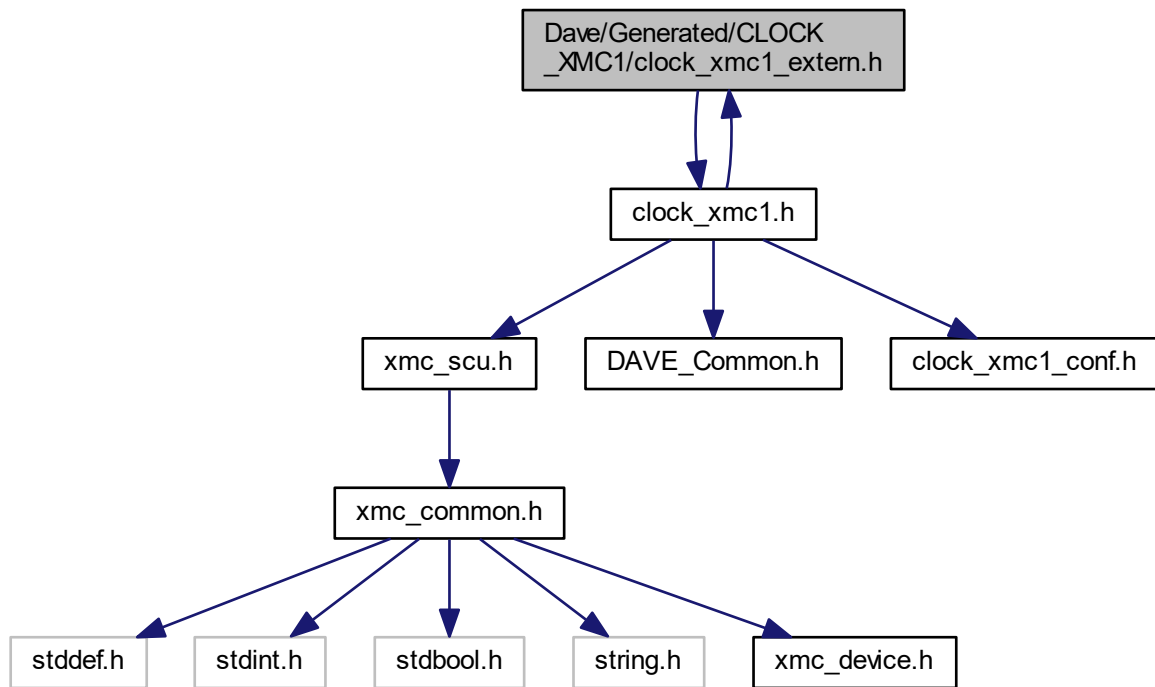 Dave/Generated/CLOCK
_XMC1/clock_xmc1_extern.h
clock_xmc1.h
xmc_scu.h
DAVE_Common.h
clock_xmc1_conf.h
xmc_common.h
stddef.h
stdint.h
stdbool.h
string.h
xmc_device.h